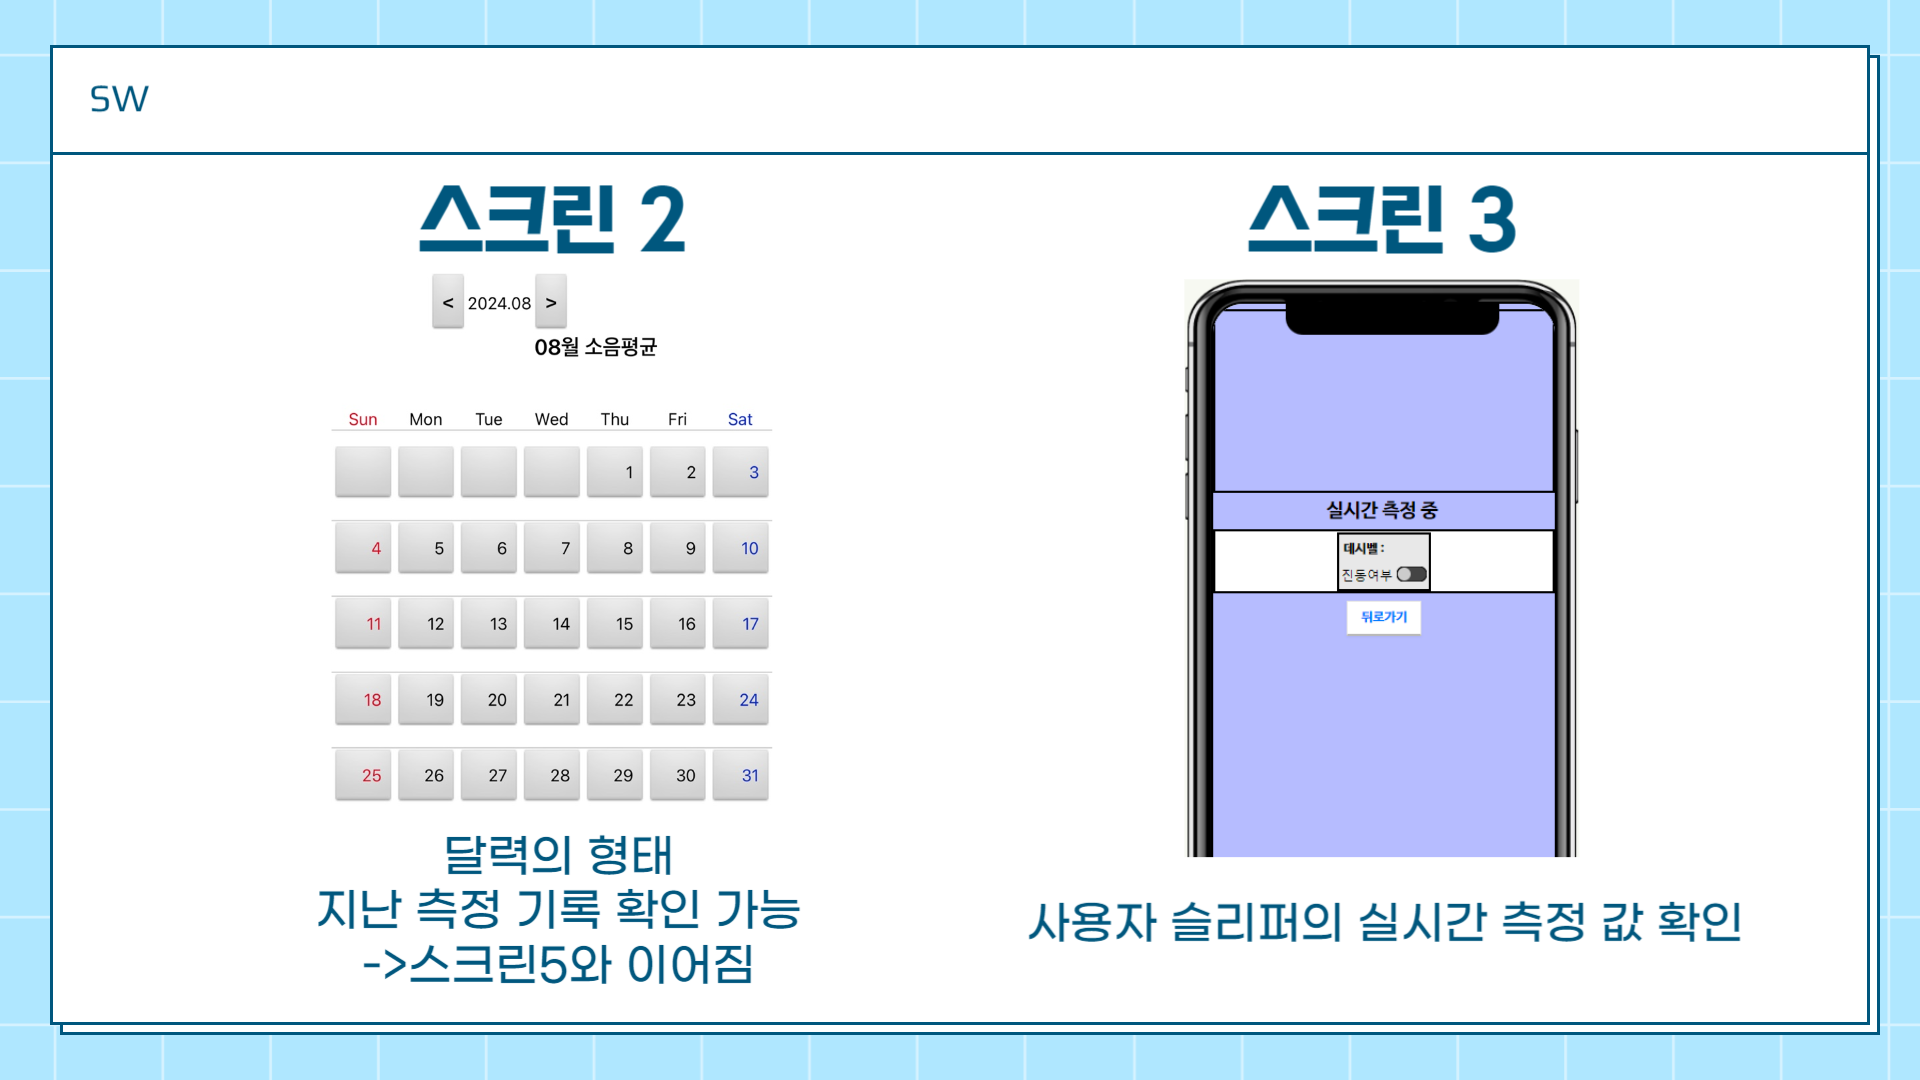 SW
스크린 2
< 2024.08 >
08월 소음평균
Sun Mon Tue Wed Thu Fri Sat
1 2 3
4 5 6 7 8 9 10
11 12 13 14 15 16 17
18 19 20 21 22 23 24
25 26 27 28 29 30 31
달력의 형태
지난 측정 기록 확인 가능
->스크린5와 이어짐
스크린 3
실시간 측정 중
데시벨 :
진동여부
뒤로가기
사용자 슬리퍼의 실시간 측정 값 확인